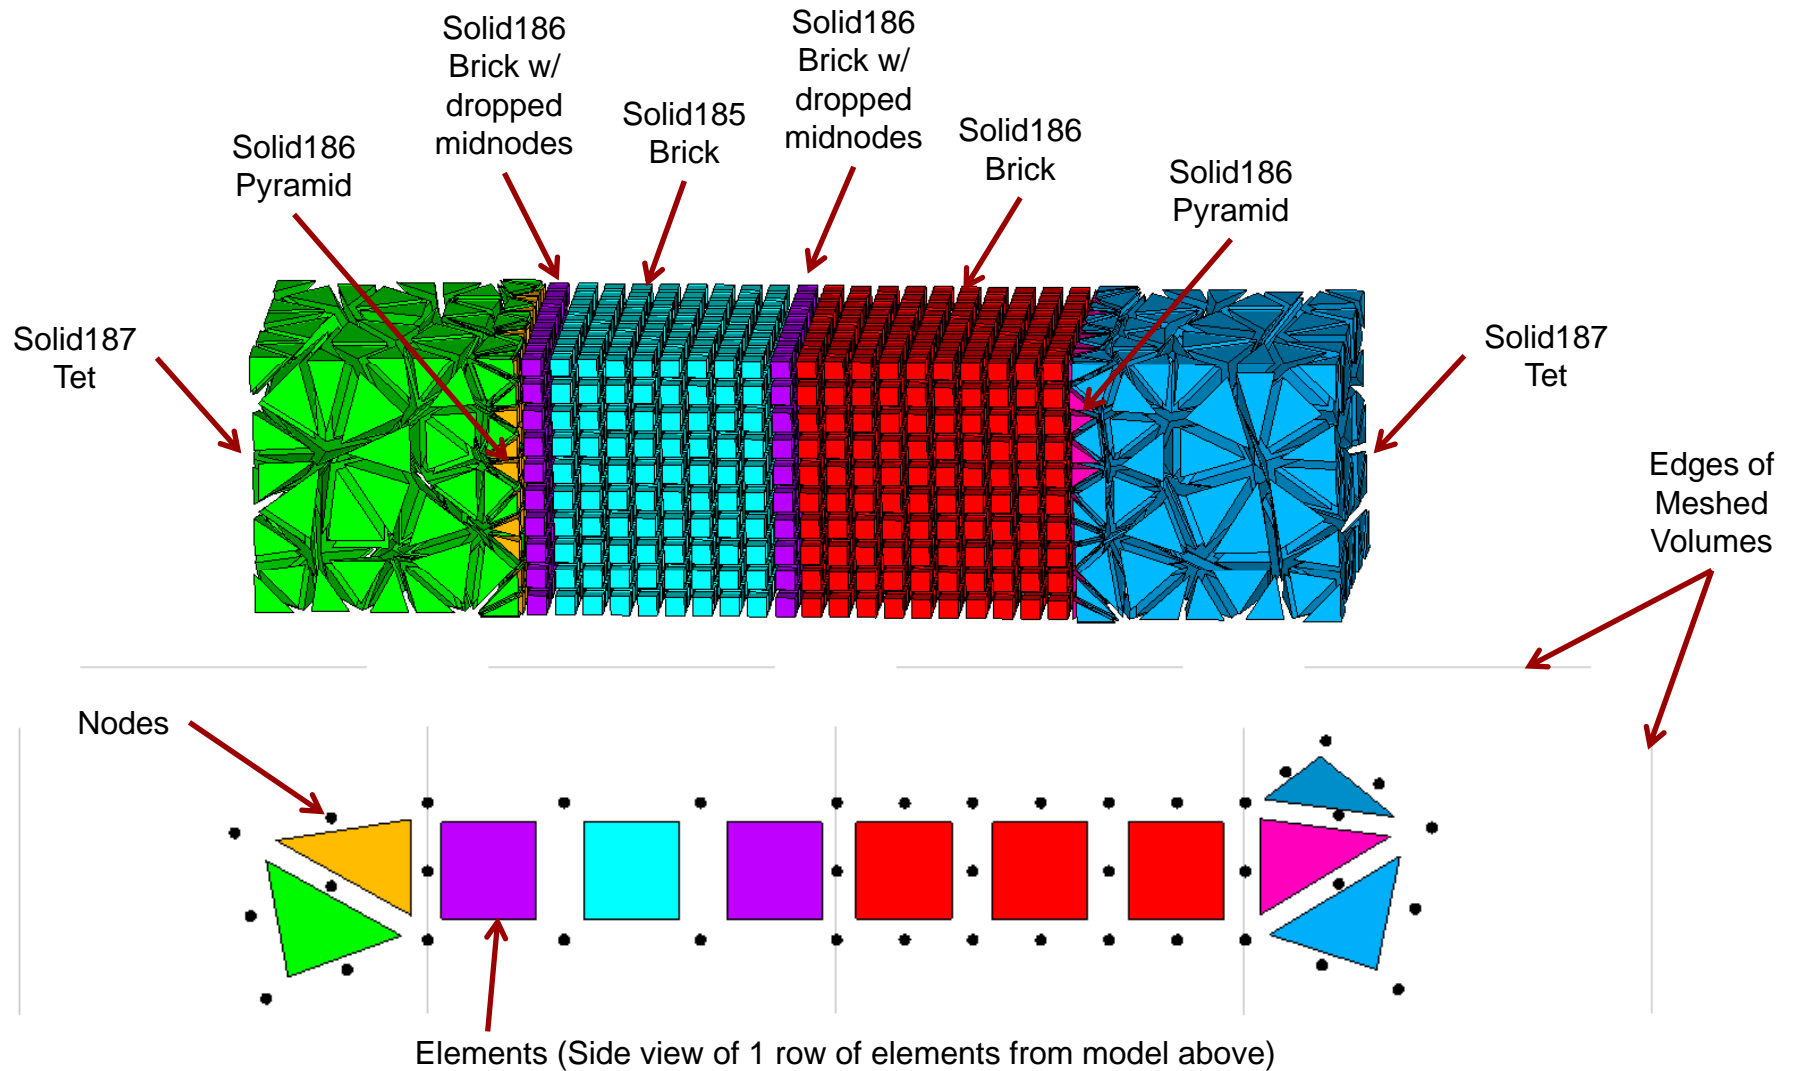 Solid186
Brick w/
dropped
midnodes
Solid186
Brick w/
dropped
midnodes
Solid185
Brick
Solid186
Brick
Solid186
Pyramid
Solid186
Pyramid
Solid187
Tet
Solid187
Tet
Edges of
Meshed
Volumes
Nodes
Elements (Side view of 1 row of elements from model above)